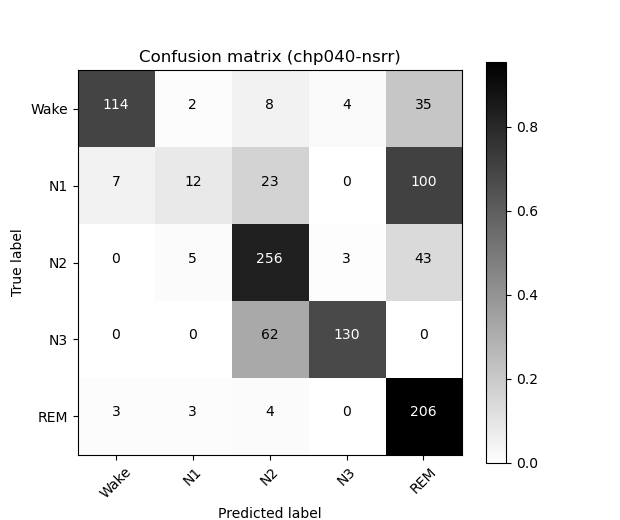 Confusion matrix (chp040-nsrr)
True label
Wake 114 2 8 4 35
N1 7 12 23 0 100
N2 0 5 256 3 43
N3 0 0 62 130 0
REM 3 3 4 0 206
Wake N1 N2 N3 REM
Predicted label
0.8
0.6
0.4
0.2
0.0